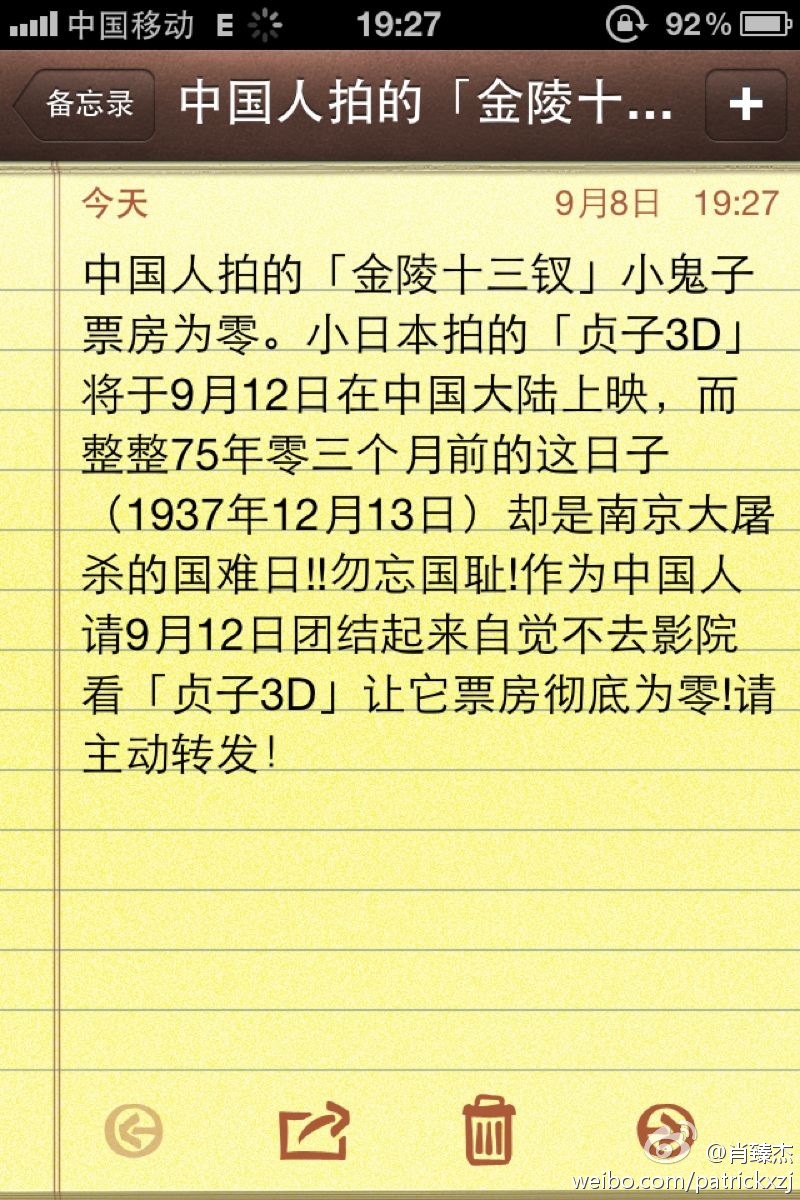 中国移动 E 19:27 92%
备忘录 中国人拍的「金陵十... +
今天 9月8日 19:27
中国人拍的「金陵十三钗」小鬼子
票房为零。小日本拍的「贞子3D」
将于9月12日在中国大陆上映，而
整整75年零三个月前的这日子
（1937年12月13日）却是南京大屠
杀的国难日!!勿忘国耻!作为中国人
请9月12日团结起来自觉不去影院
看「贞子3D」让它票房彻底为零!请
主动转发！
@肖臻杰
weibo.com/patrickxzj